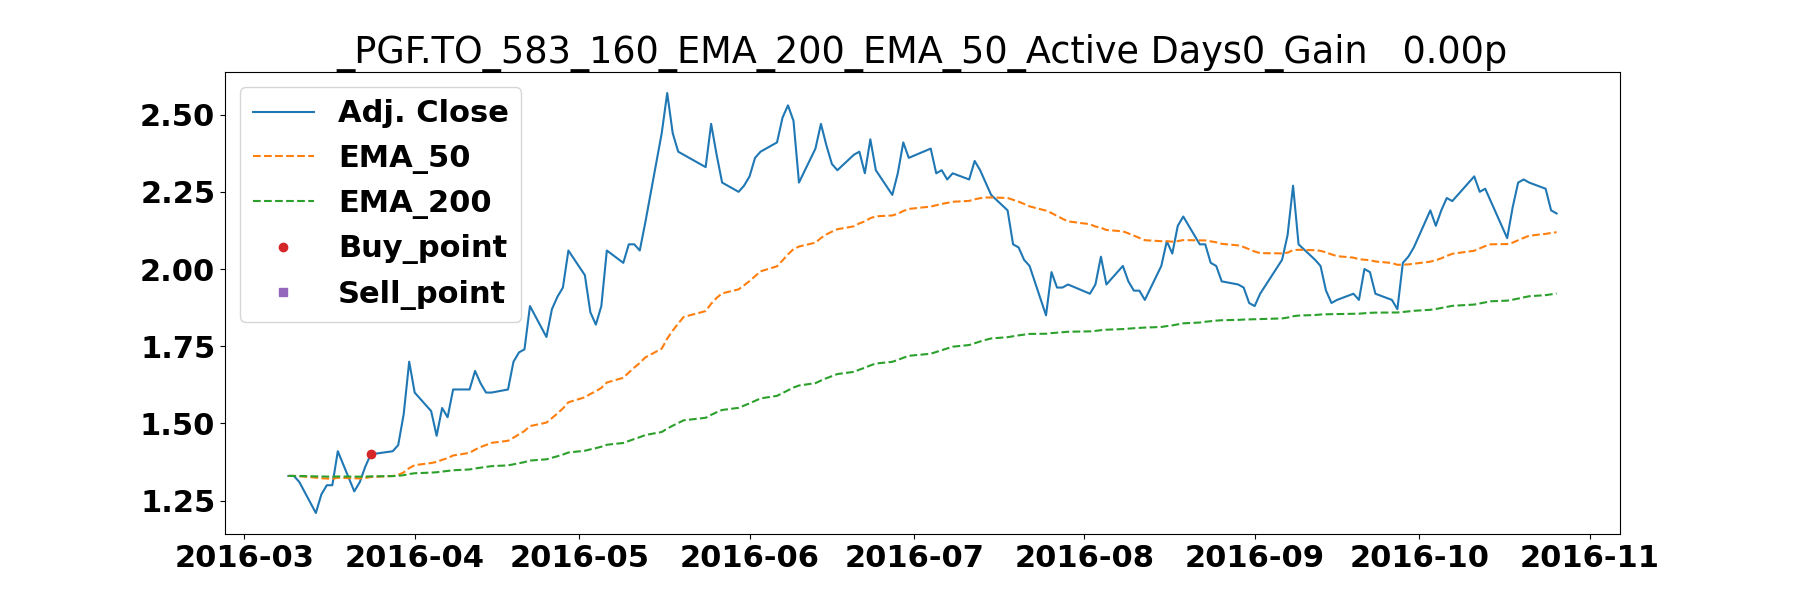 _PGF.TO_583_160_EMA_200_EMA_50_Active Days0_Gain   0.00p
Adj. Close
EMA_50
EMA_200
Buy_point
Sell_point
2.50
2.25
2.00
1.75
1.50
1.25
2016-03 2016-04 2016-05 2016-06 2016-07 2016-08 2016-09 2016-10 2016-11